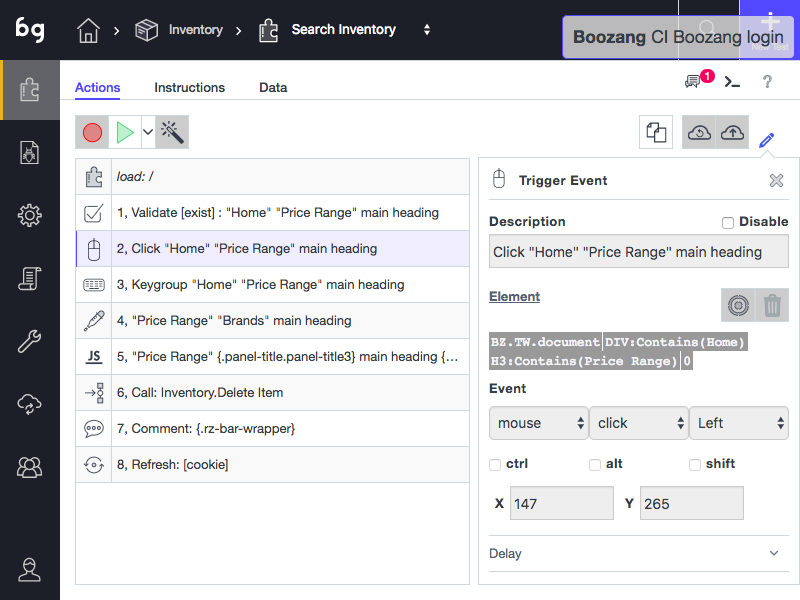 bg
Inventory
Search Inventory
Boozang CI Boozang login
Actions
Instructions
Data
1
?
load: /
1, Validate [exist] : "Home" "Price Range" main heading
2, Click "Home" "Price Range" main heading
3, Keygroup "Home" "Price Range" main heading
4, "Price Range" "Brands" main heading
JS
5, "Price Range" {.panel-title.panel-title3} main heading {...
6, Call: Inventory.Delete Item
7, Comment: {.rz-bar-wrapper}
8, Refresh: [cookie]
Trigger Event
Description
Disable
Click "Home" "Price Range" main heading
Element
BZ.TW.document DIV:Contains(Home)
H3:Contains(Price Range) 0
Event
mouse
click
Left
ctrl
alt
shift
X 147
Y 265
Delay